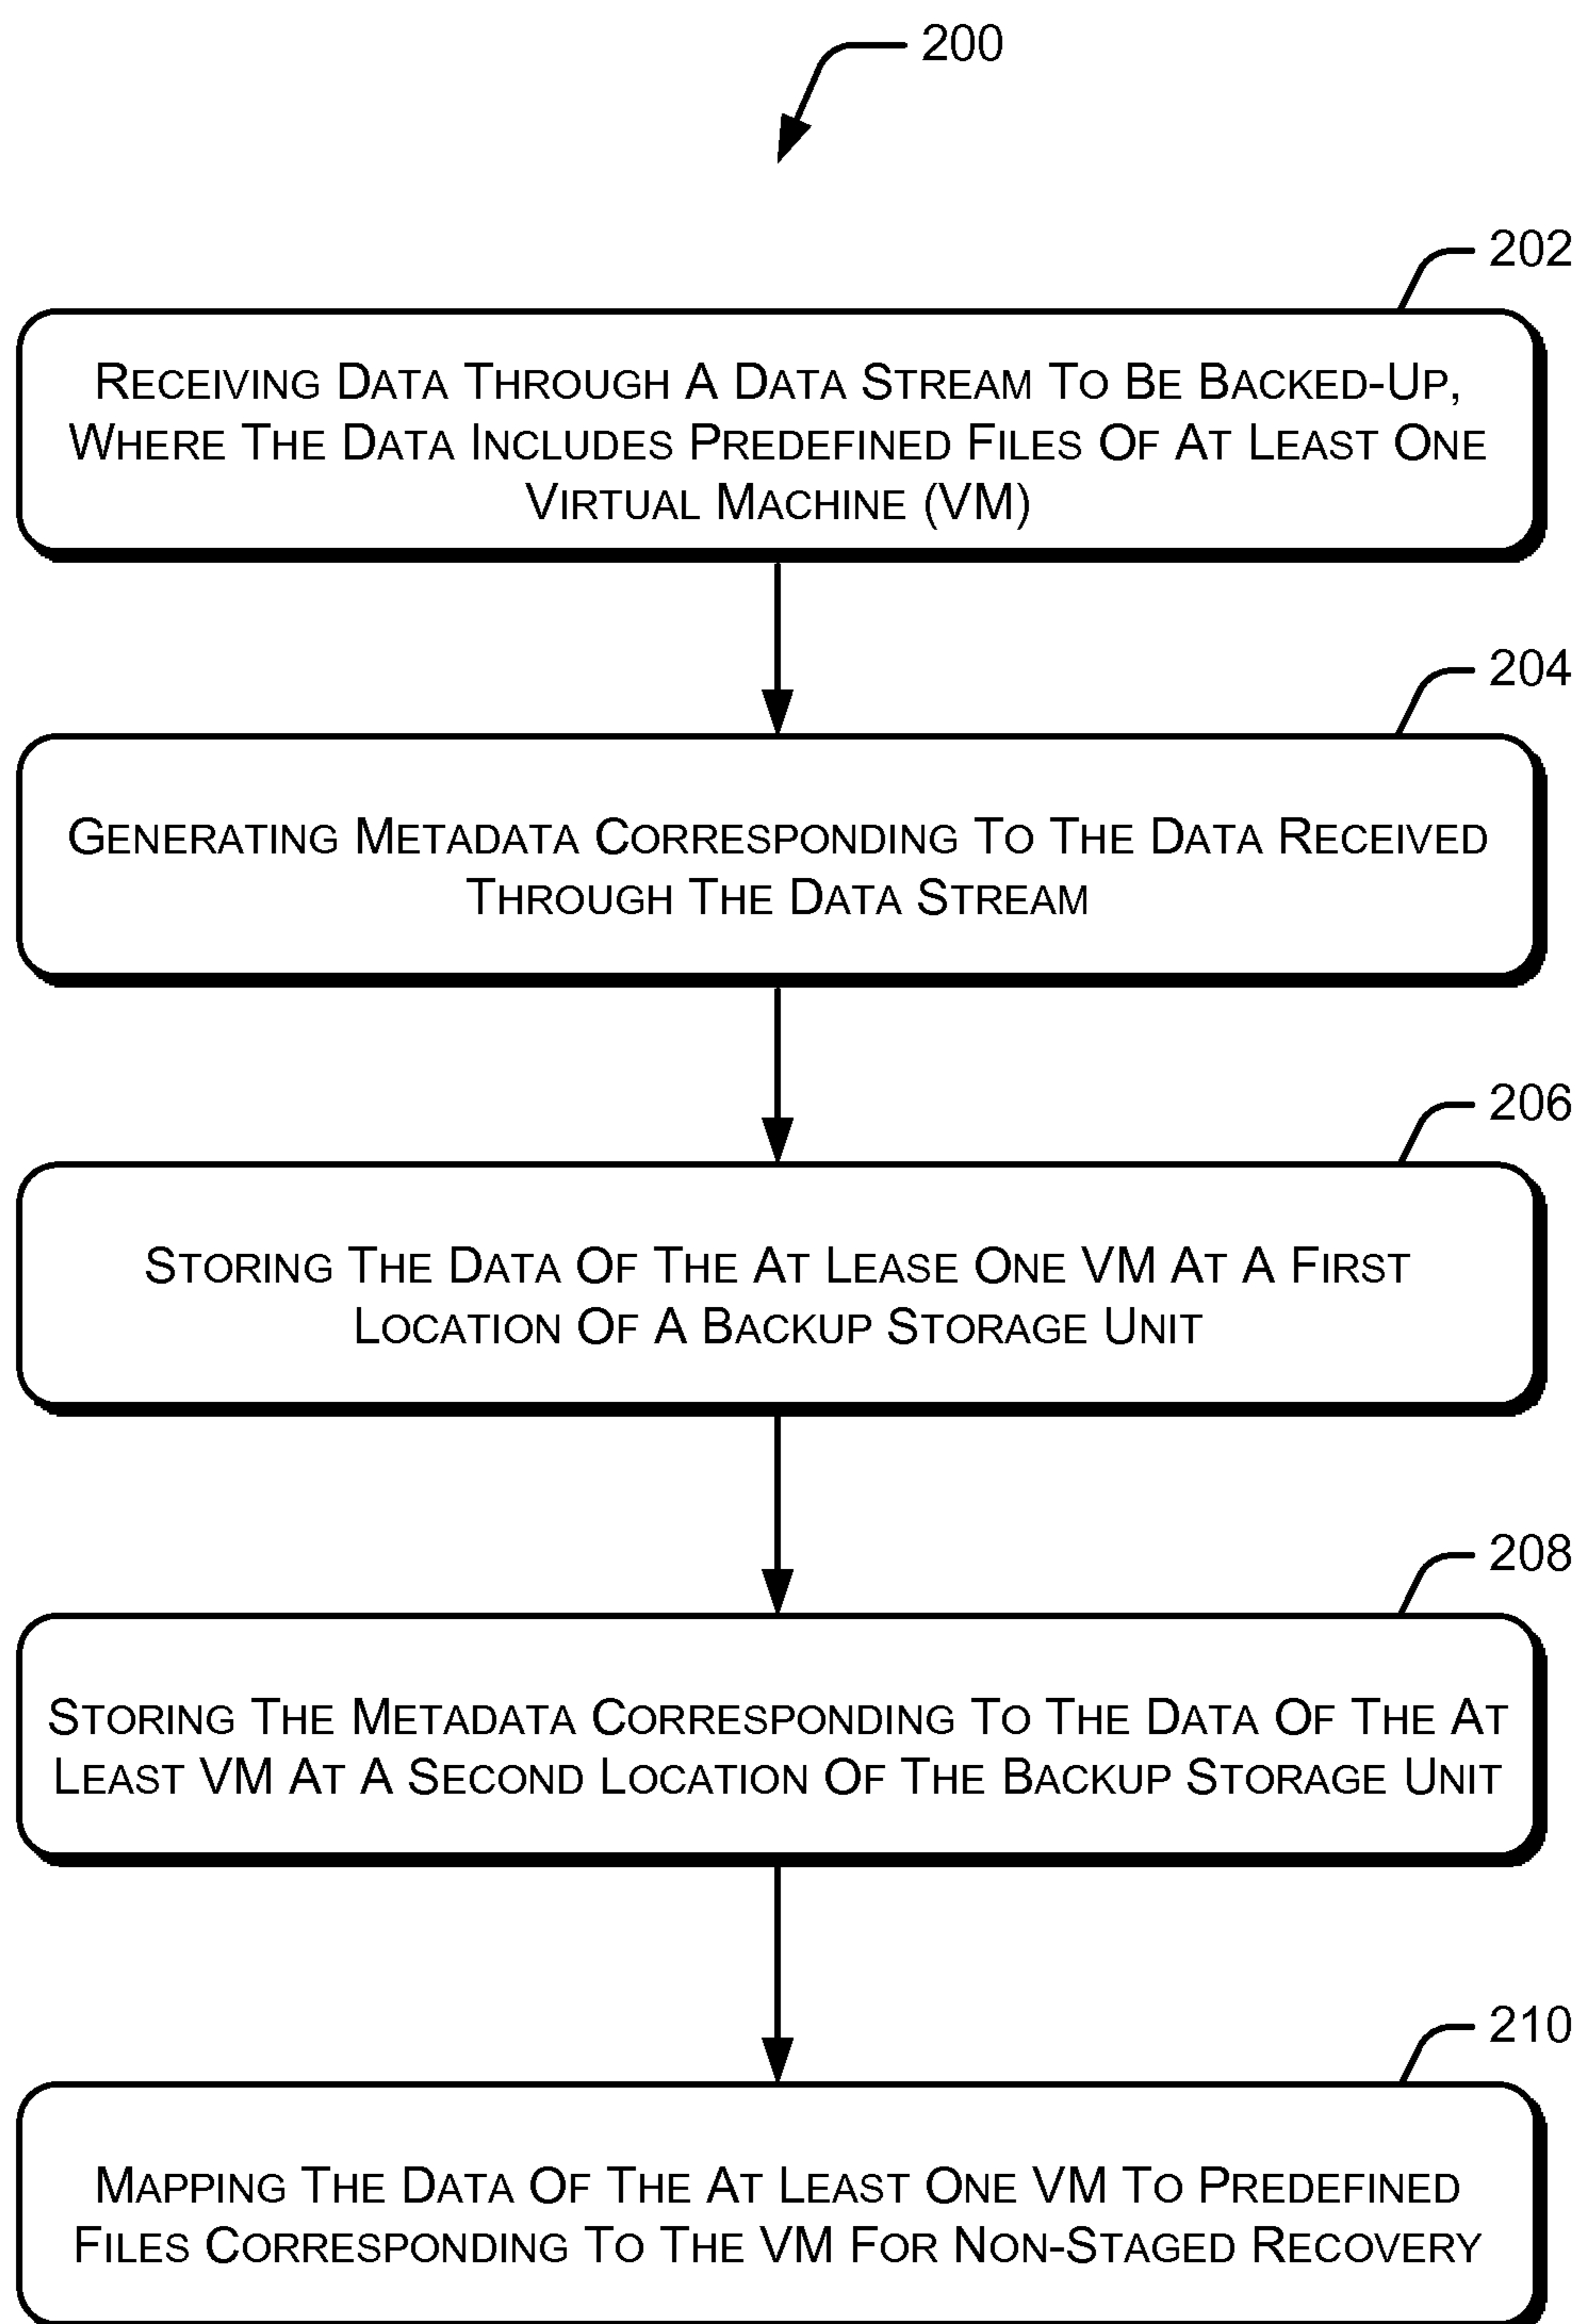 200
202
RECEIVING DATA THROUGH A DATA STREAM TO BE BACKED-UP,
WHERE THE DATA INCLUDES PREDEFINED FILES OF AT LEAST ONE
VIRTUAL MACHINE (VM)
204
GENERATING METADATA CORRESPONDING TO THE DATA RECEIVED
THROUGH THE DATA STREAM
206
STORING THE DATA OF THE AT LEASE ONE VM AT A FIRST
LOCATION OF A BACKUP STORAGE UNIT
208
STORING THE METADATA CORRESPONDING TO THE DATA OF THE AT
LEAST VM AT A SECOND LOCATION OF THE BACKUP STORAGE UNIT
210
MAPPING THE DATA OF THE AT LEAST ONE VM TO PREDEFINED
FILES CORRESPONDING TO THE VM FOR NON-STAGED RECOVERY